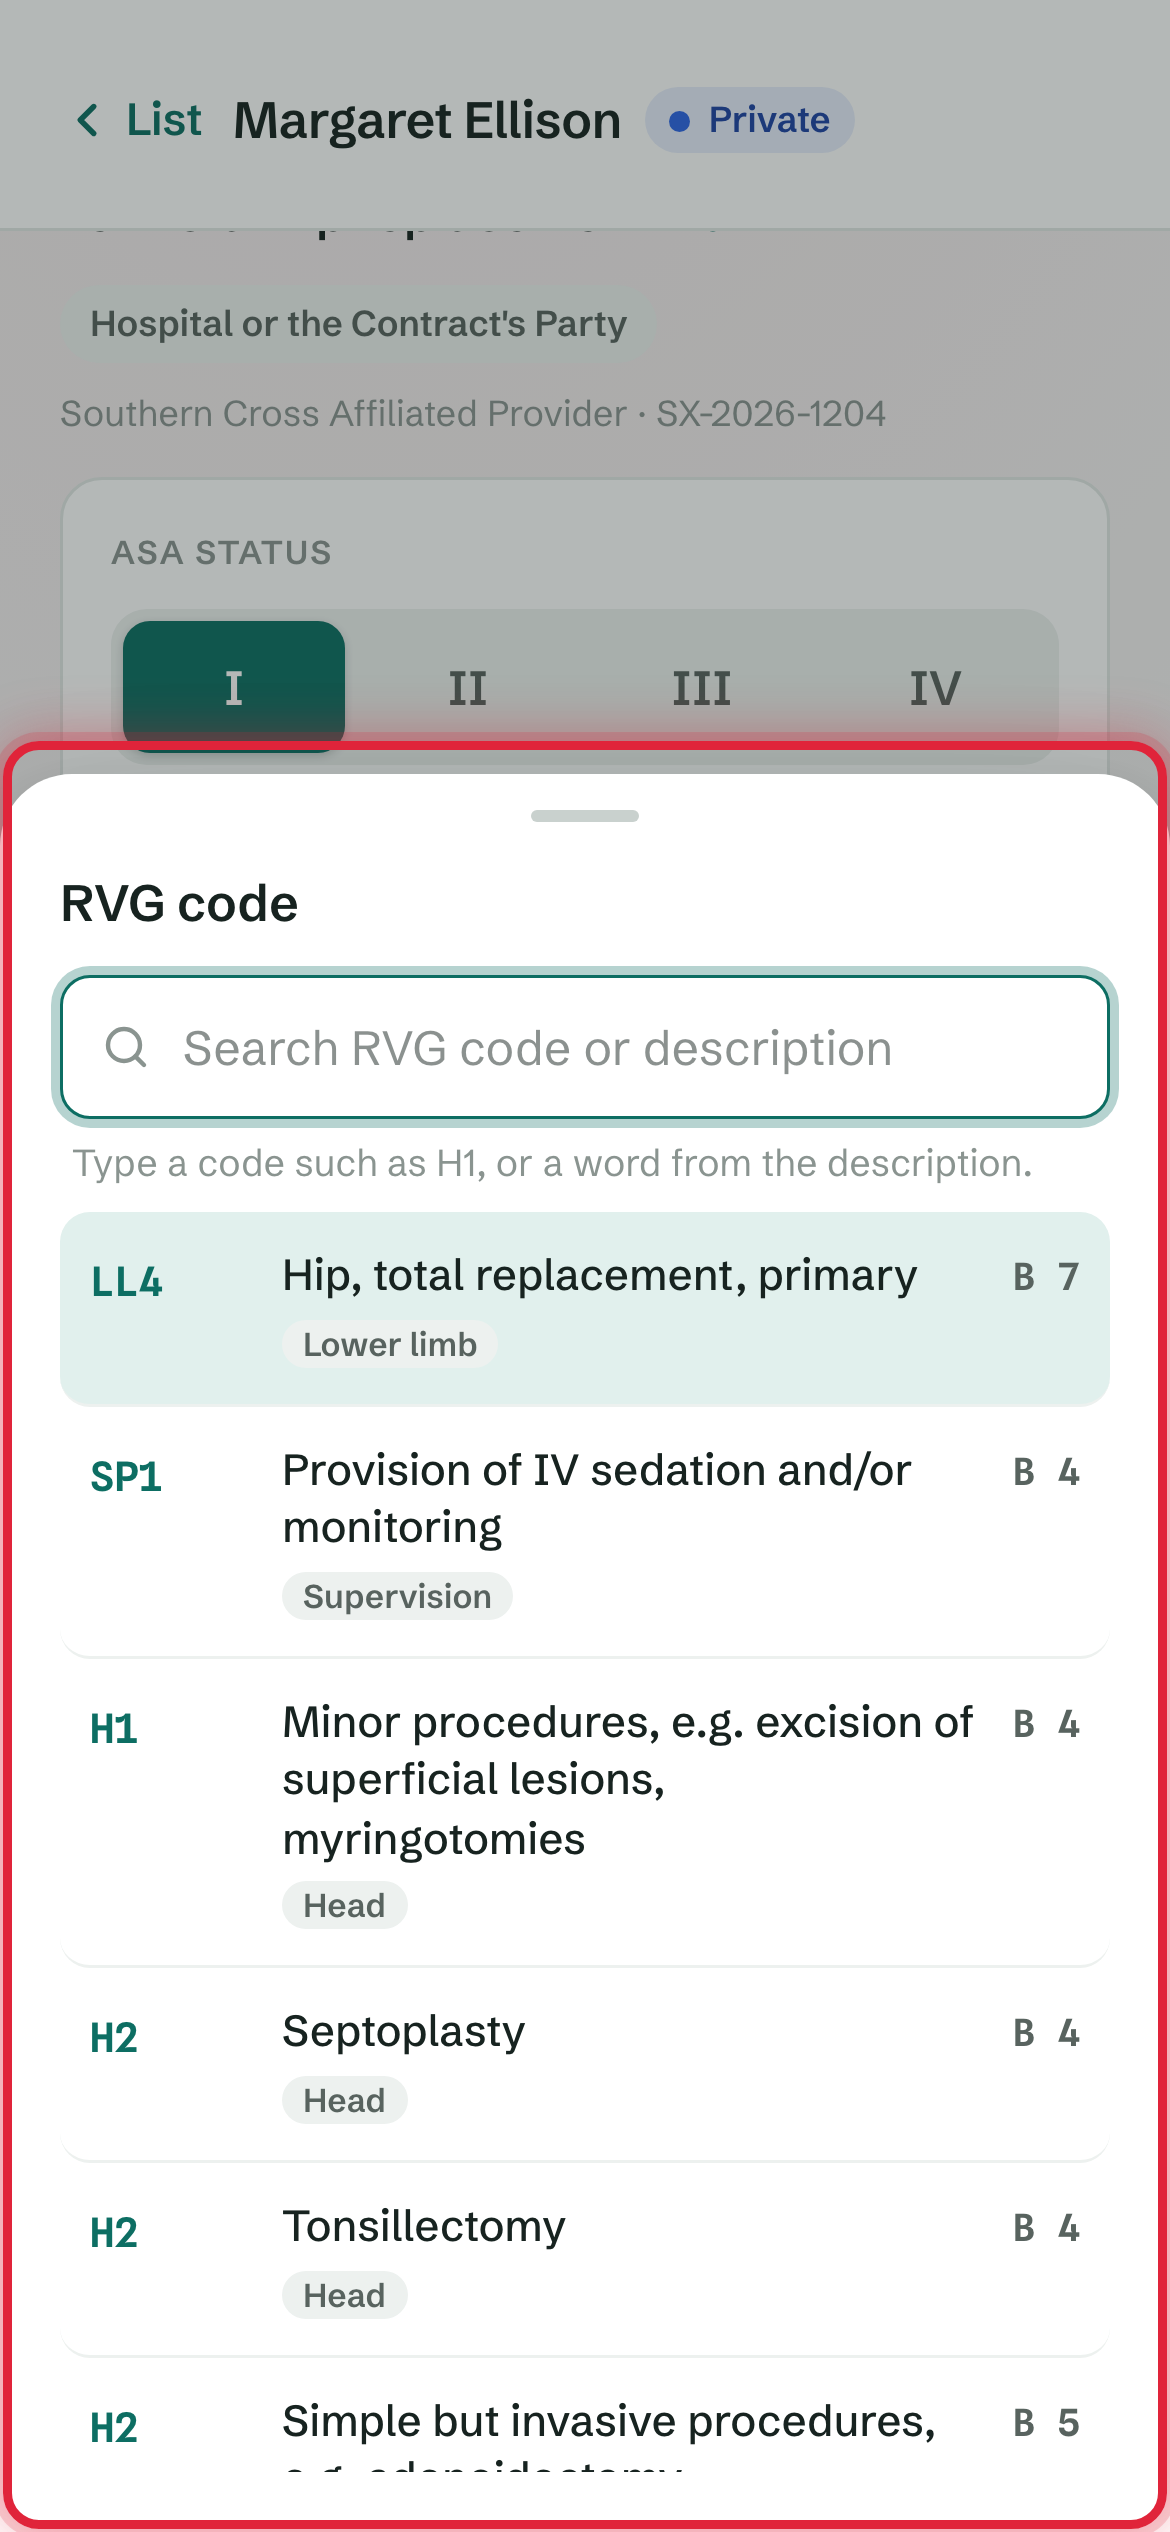 List Margaret Ellison Private
Hospital or the Contract's Party
Southern Cross Affiliated Provider · SX-2026-1204
ASA STATUS
I II III IV
RVG code
Search RVG code or description
Type a code such as H1, or a word from the description.
LL4 Hip, total replacement, primary B 7
Lower limb
SP1 Provision of IV sedation and/or B 4
monitoring
Supervision
H1 Minor procedures, e.g. excision of B 4
superficial lesions,
myringotomies
Head
H2 Septoplasty B 4
Head
H2 Tonsillectomy B 4
Head
H2 Simple but invasive procedures, B 5